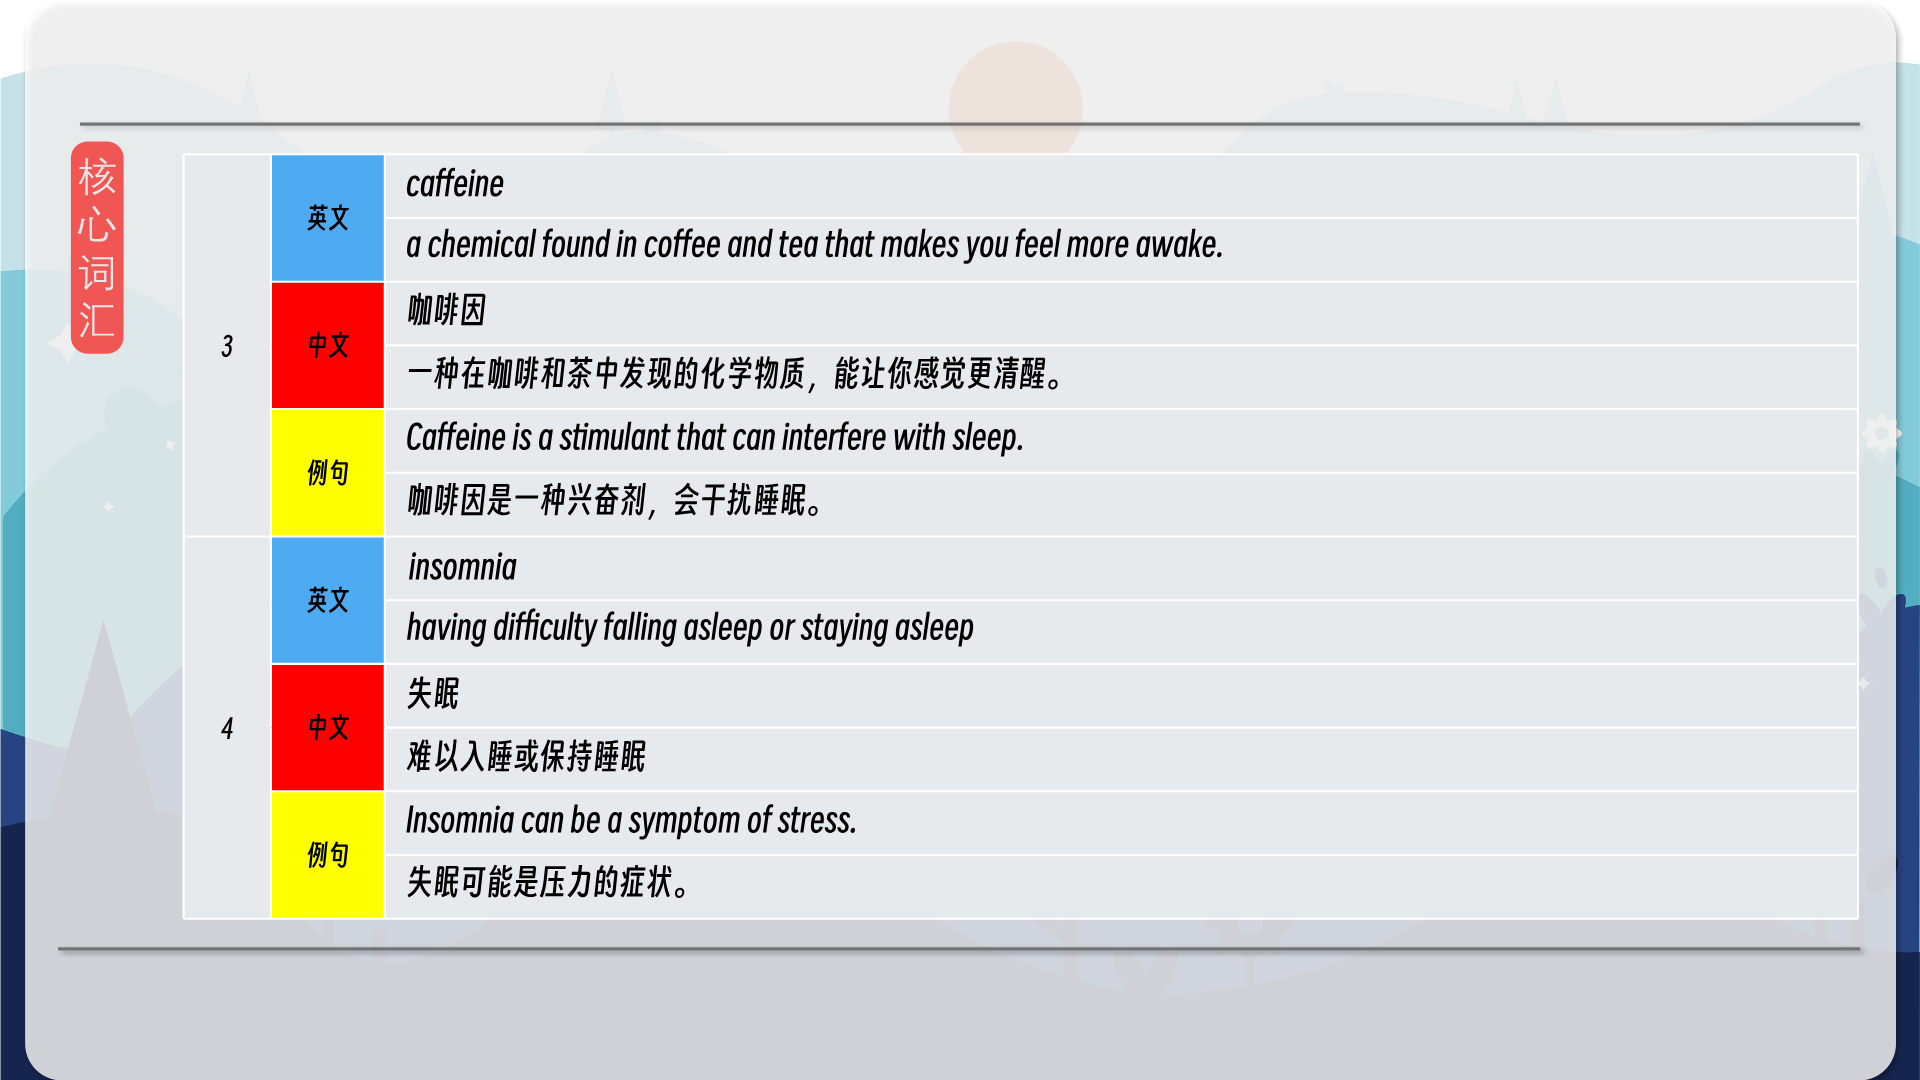 核
心
词
汇
3
英文
caffeine
a chemical found in coffee and tea that makes you feel more awake.
中文
咖啡因
一种在咖啡和茶中发现的化学物质，能让你感觉更清醒。
例句
Caffeine is a stimulant that can interfere with sleep.
咖啡因是一种兴奋剂，会干扰睡眠。
4
英文
insomnia
having difficulty falling asleep or staying asleep
中文
失眠
难以入睡或保持睡眠
例句
Insomnia can be a symptom of stress.
失眠可能是压力的症状。